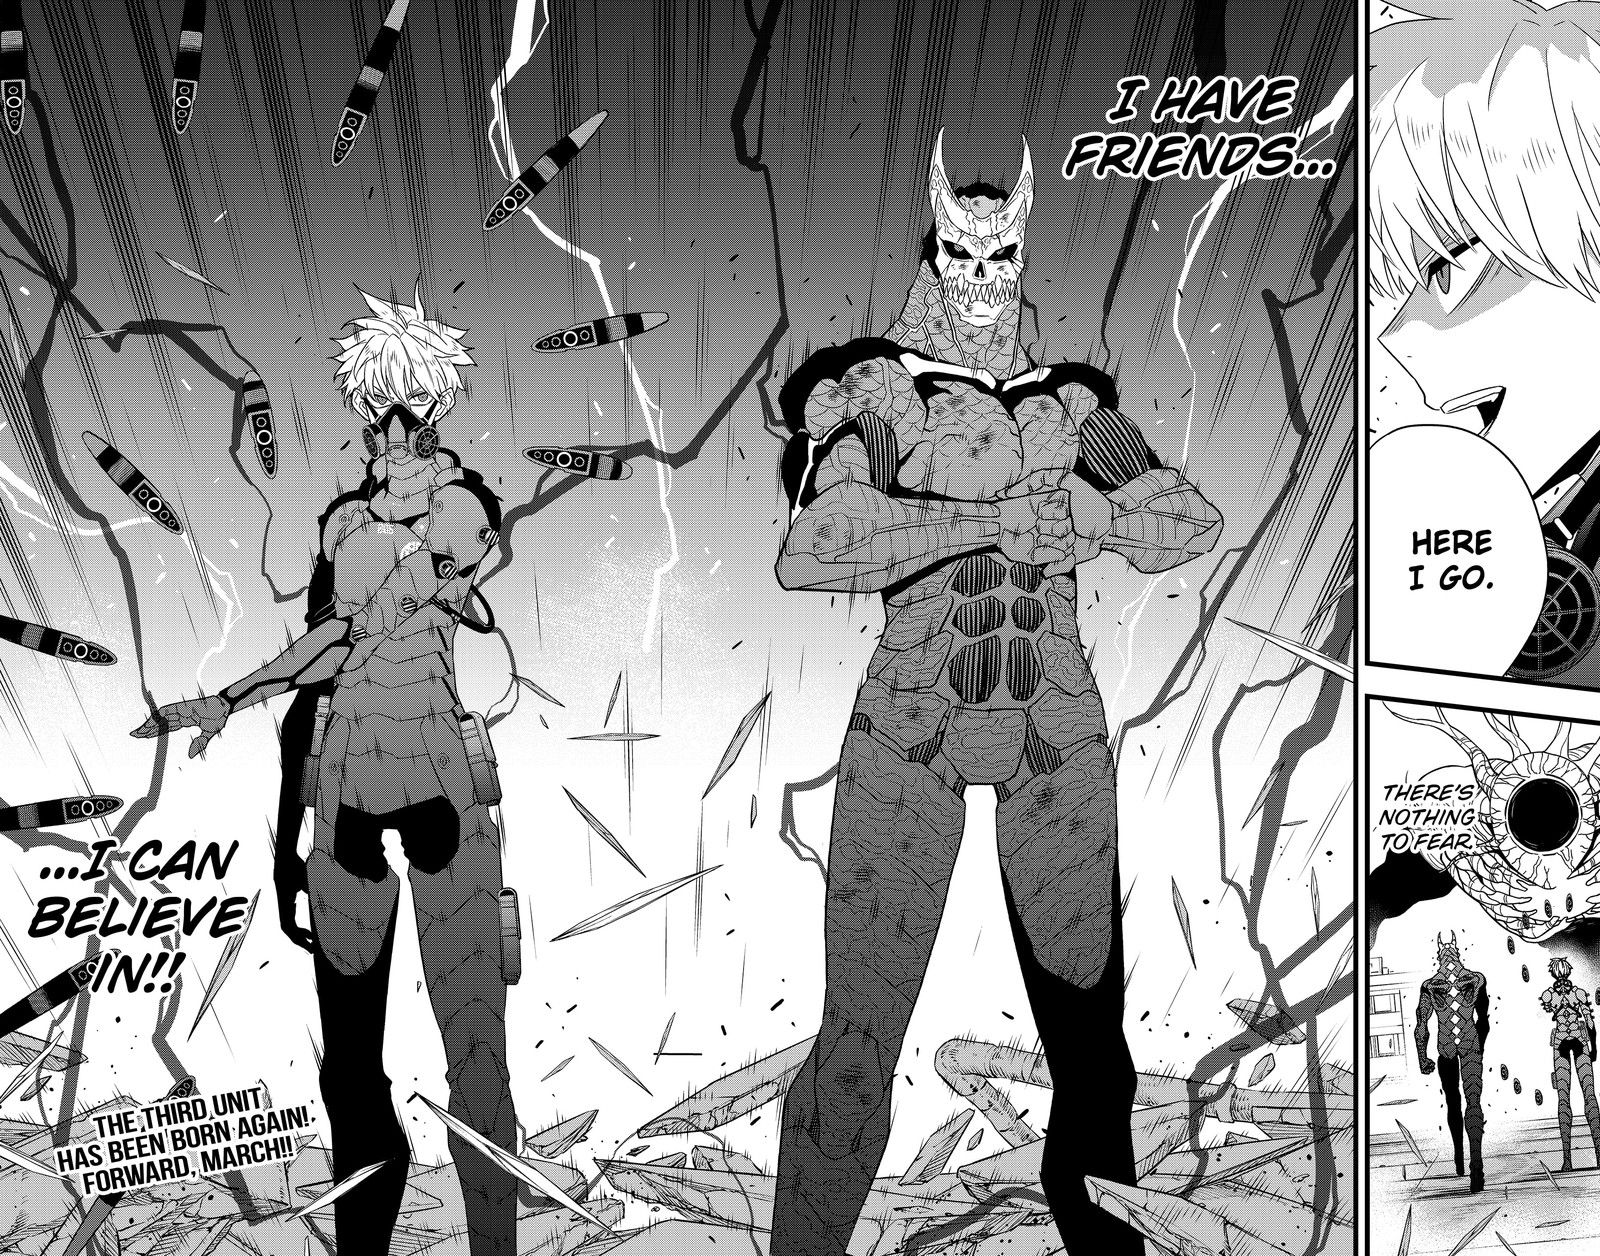 HERE
I GO.
THERE'S
NOTHING
TO FEAR.
I HAVE
FRIENDS...
...I CAN
BELIEVE
IN!!
THE THIRD UNIT
HAS BEEN BORN AGAIN!
FORWARD, MARCH!!